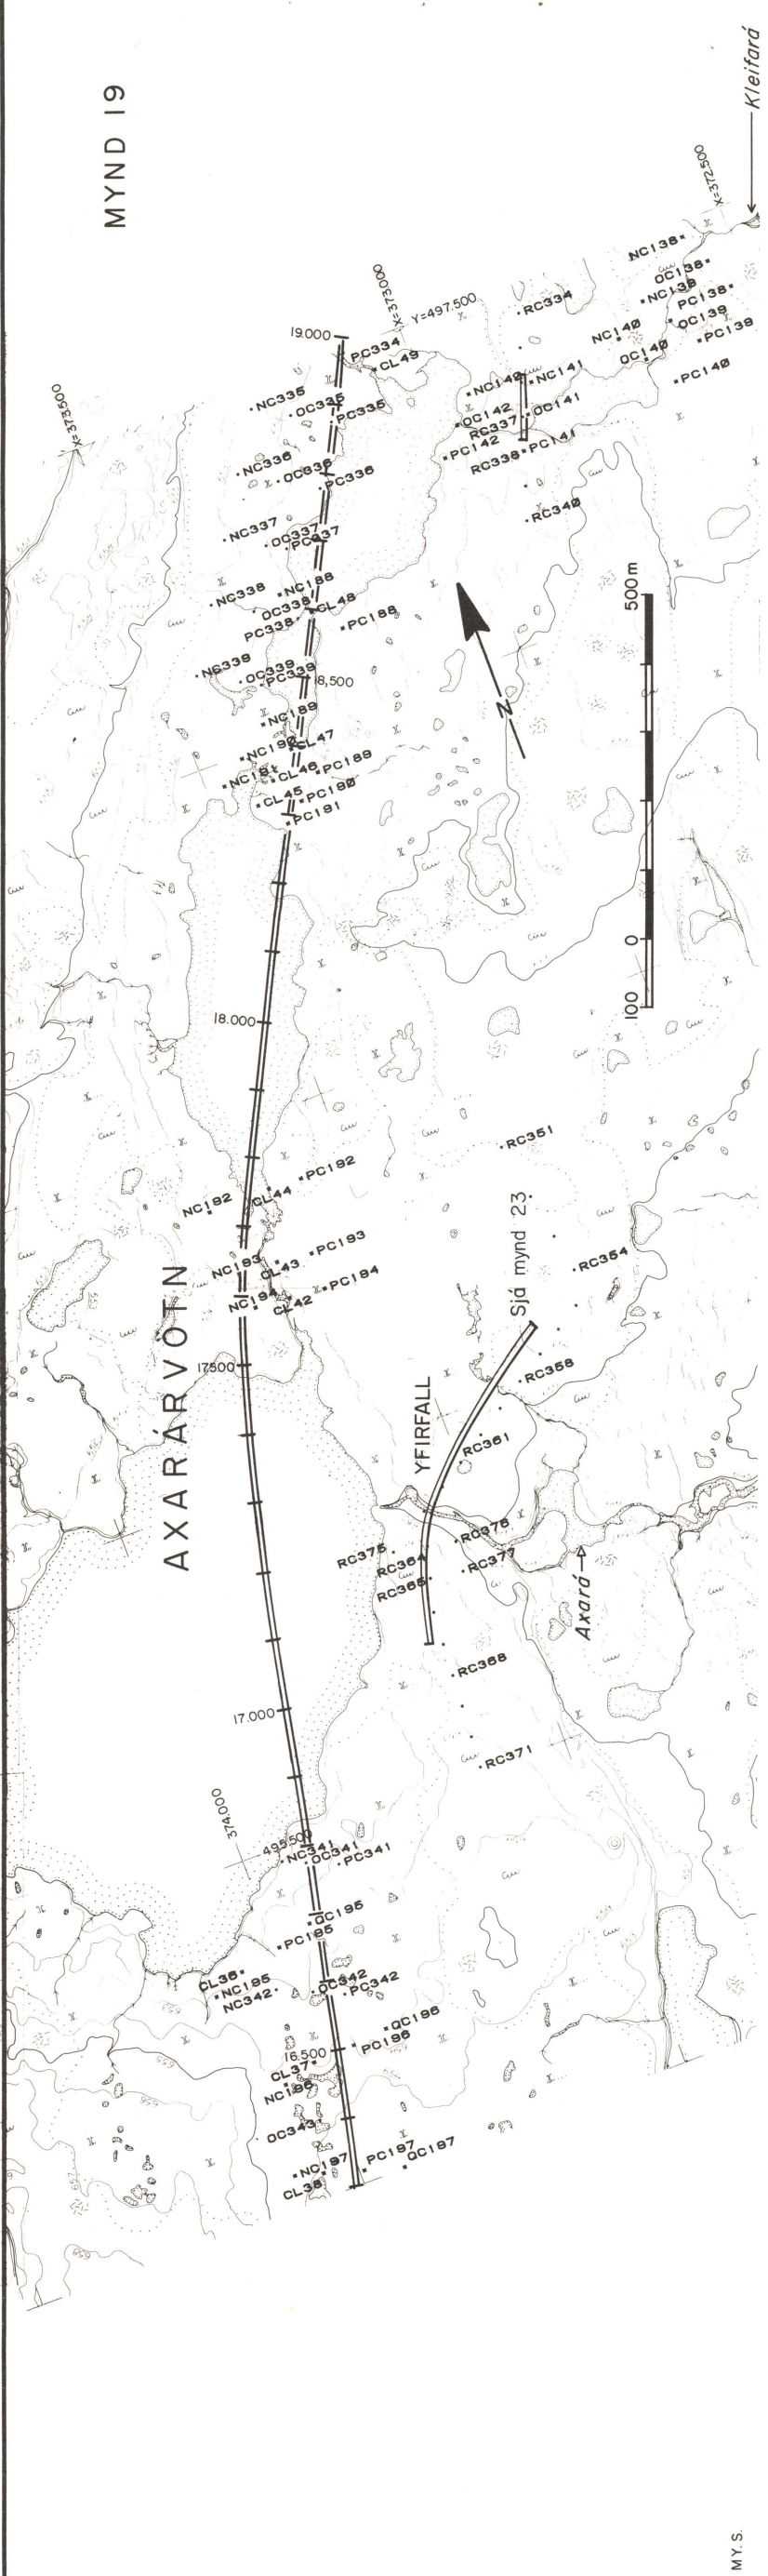 MYND 19
AXARÁRVÖTN
X=373.500
X=373.000
Y=497.500
X=372.500
Kleifará
19.000
PC334
CL49
NC335
OC335
PC335
NC336
OC336
PC336
NC337
OC337
PC337
NC338
NC188
OC338
CL48
PC338
PC188
NC339
OC339
PC339
18,500
NC189
CL47
NC190
PC189
NC191
CL46
PC190
CL45
PC191
RC334
NC138
OC138
NC139
PC138
OC139
PC139
NC140
OC140
PC140
NC141
OC142
OC141
RC337
PC142
PC141
RC338
RC340
N
500m
0
100
18.000
NC192
PC192
CL44
NC193
PC193
CL43
NC194
PC194
CL42
17500
RC351
RC354
Sjá mynd 23
RC358
YFIRFALL
RC361
RC375
RC376
RC364
RC377
RC365
Axará
RC368
RC371
17.000
374.000
495.500
NC341
OC341
PC341
QC195
PC195
CL36
NC195
NC342
OC342
PC342
QC196
PC196
16.500
CL37
NC196
OC343
NC197
PC197
QC197
CL38
MY. S.